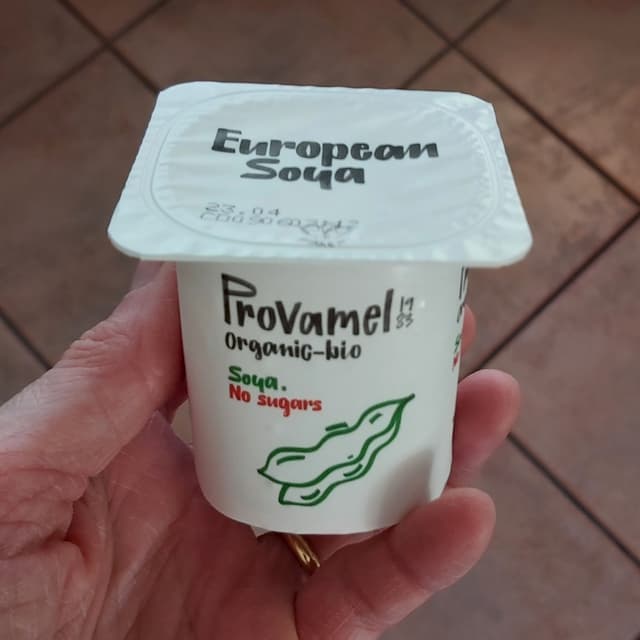 European
Soya
23 04
Provamel 19
83
Organic-bio
Soya.
No sugars